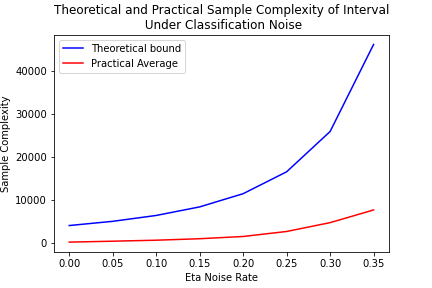 Theoretical and Practical Sample Complexity of Interval
Under Classification Noise
Theoretical bound
Practical Average
Sample Complexity
40000
30000
20000
10000
0
0.00 0.05 0.10 0.15 0.20 0.25 0.30 0.35
Eta Noise Rate